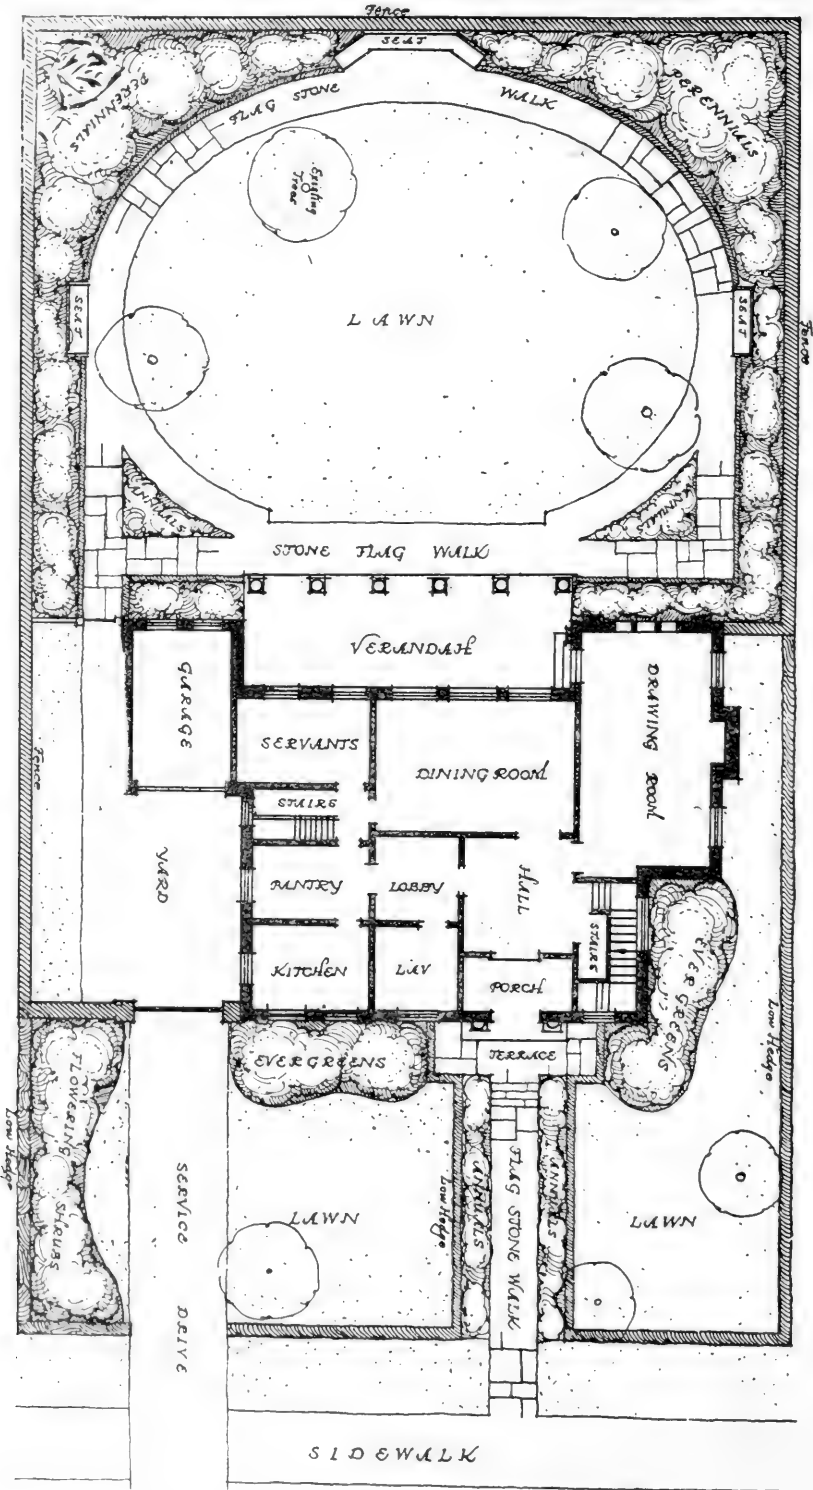 Fence
SEAT
FLAG STONE WALK
PERENNIALS
PERENNIALS
Existing Trees
LAWN
SEAT
SEAT
Fence
ANNUALS
ANNUALS
STONE FLAG WALK
VERANDAH
GARAGE
SERVANTS
DINING ROOM
DRAWING ROOM
Fence
STAIRS
YARD
PANTRY
LOBBY
HALL
STAIRS
KITCHEN
LAV
PORCH
EVERGREENS
Low Hedge
EVERGREENS
TERRACE
FLOWERING SHRUBS
Low Hedge
SERVICE DRIVE
LAWN
Low Hedge
ANNUALS
FLAG STONE WALK
ANNUALS
LAWN
SIDEWALK